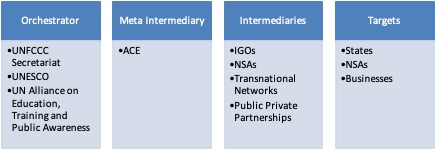 Orchestrator
•UNFCCC
Secretariat
•UNESCO
•UN Alliance on
Education,
Training and
Public Awareness
Meta Intermediary
•ACE
Intermediaries
•IGOs
•NSAs
•Transnational
Networks
•Public Private
Partnerships
Targets
•States
•NSAs
•Businesses